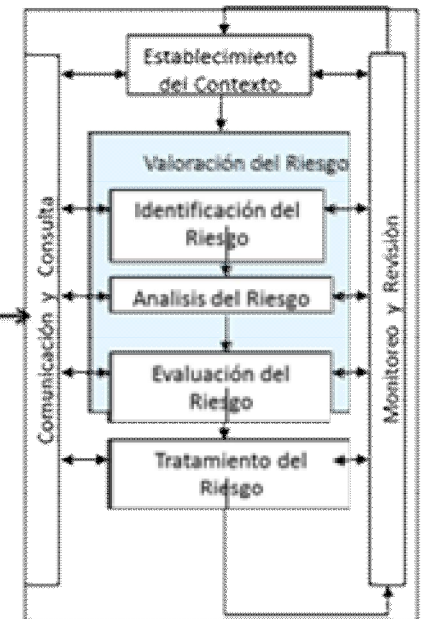 Establecimiento
del Contexto
Valoración del Riesgo
Identificación del
Riesgo
Analisis del Riesgo
Evaluación del
Riesgo
Tratamiento del
Riesgo
Comunicación y Consulta
Monitoreo y Revisión